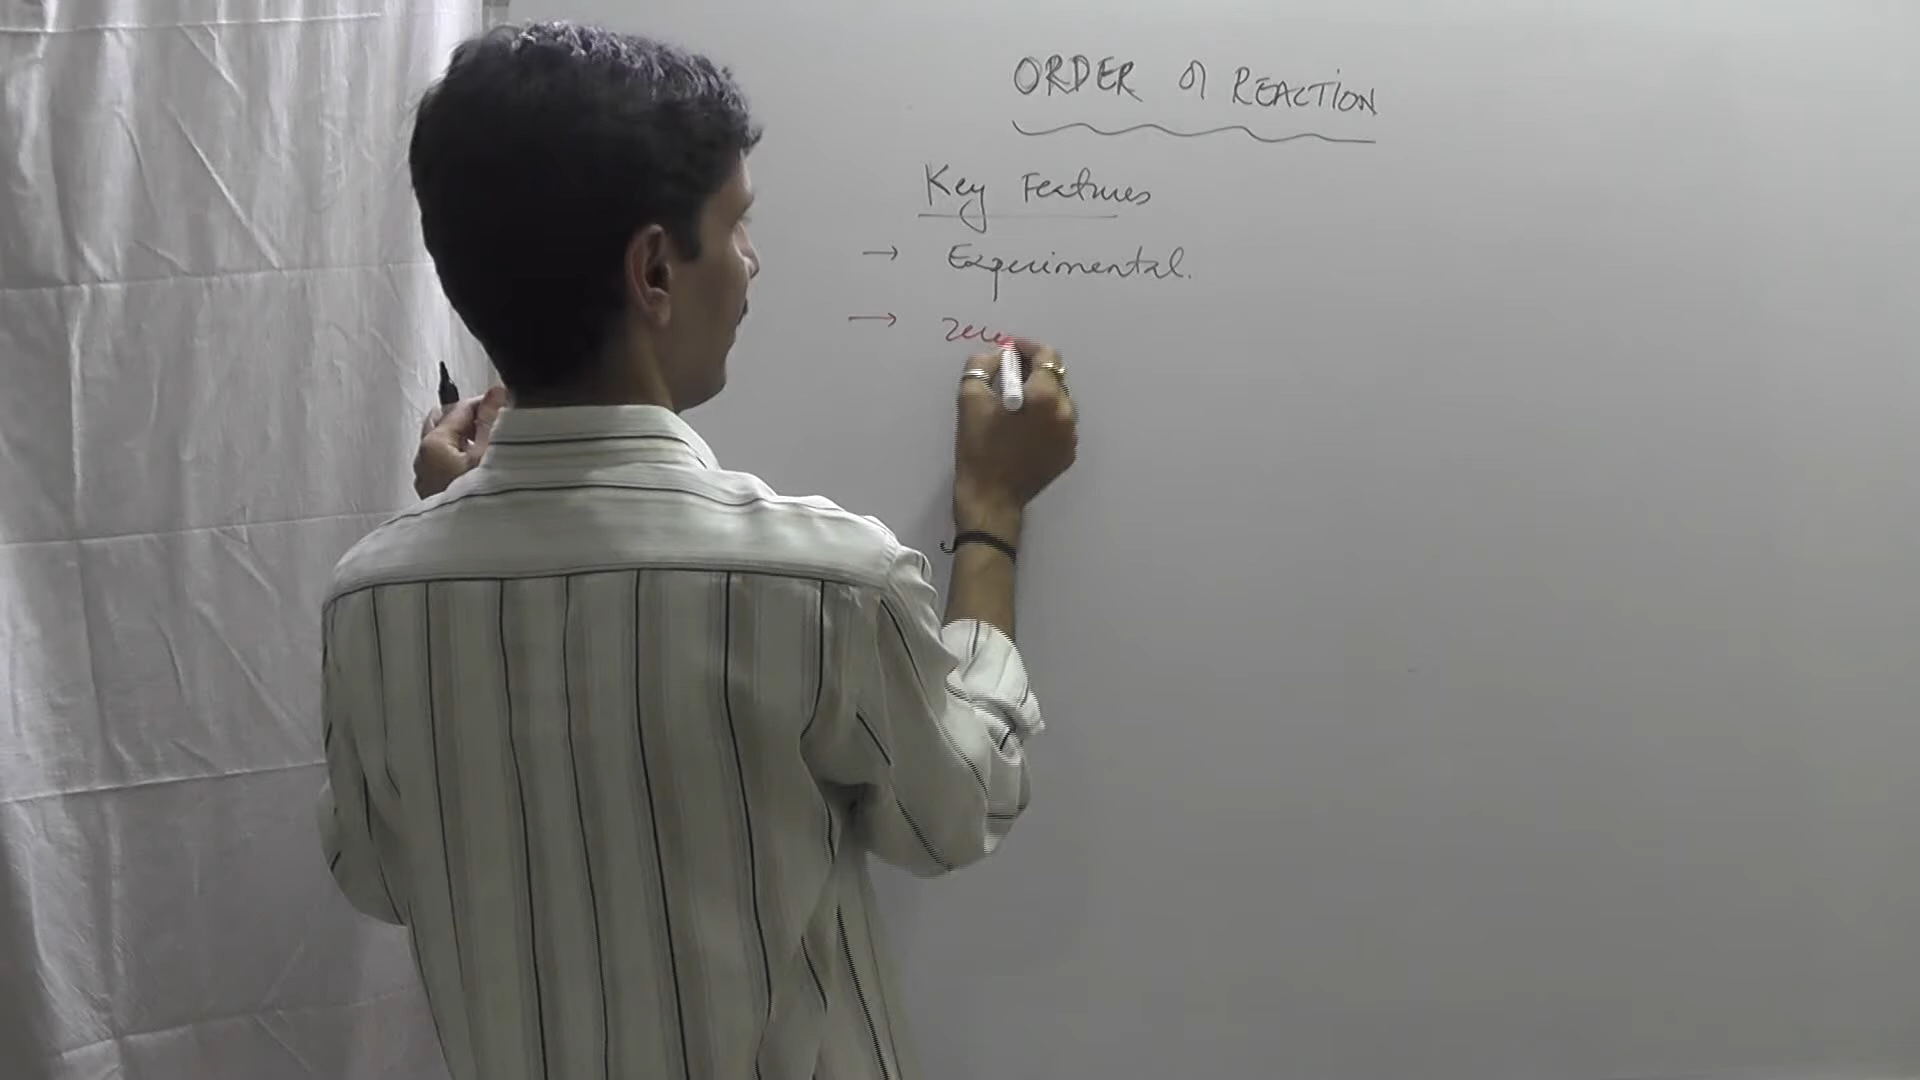 ORDER of REACTION
Key Features
→ Experimental.
→ zero